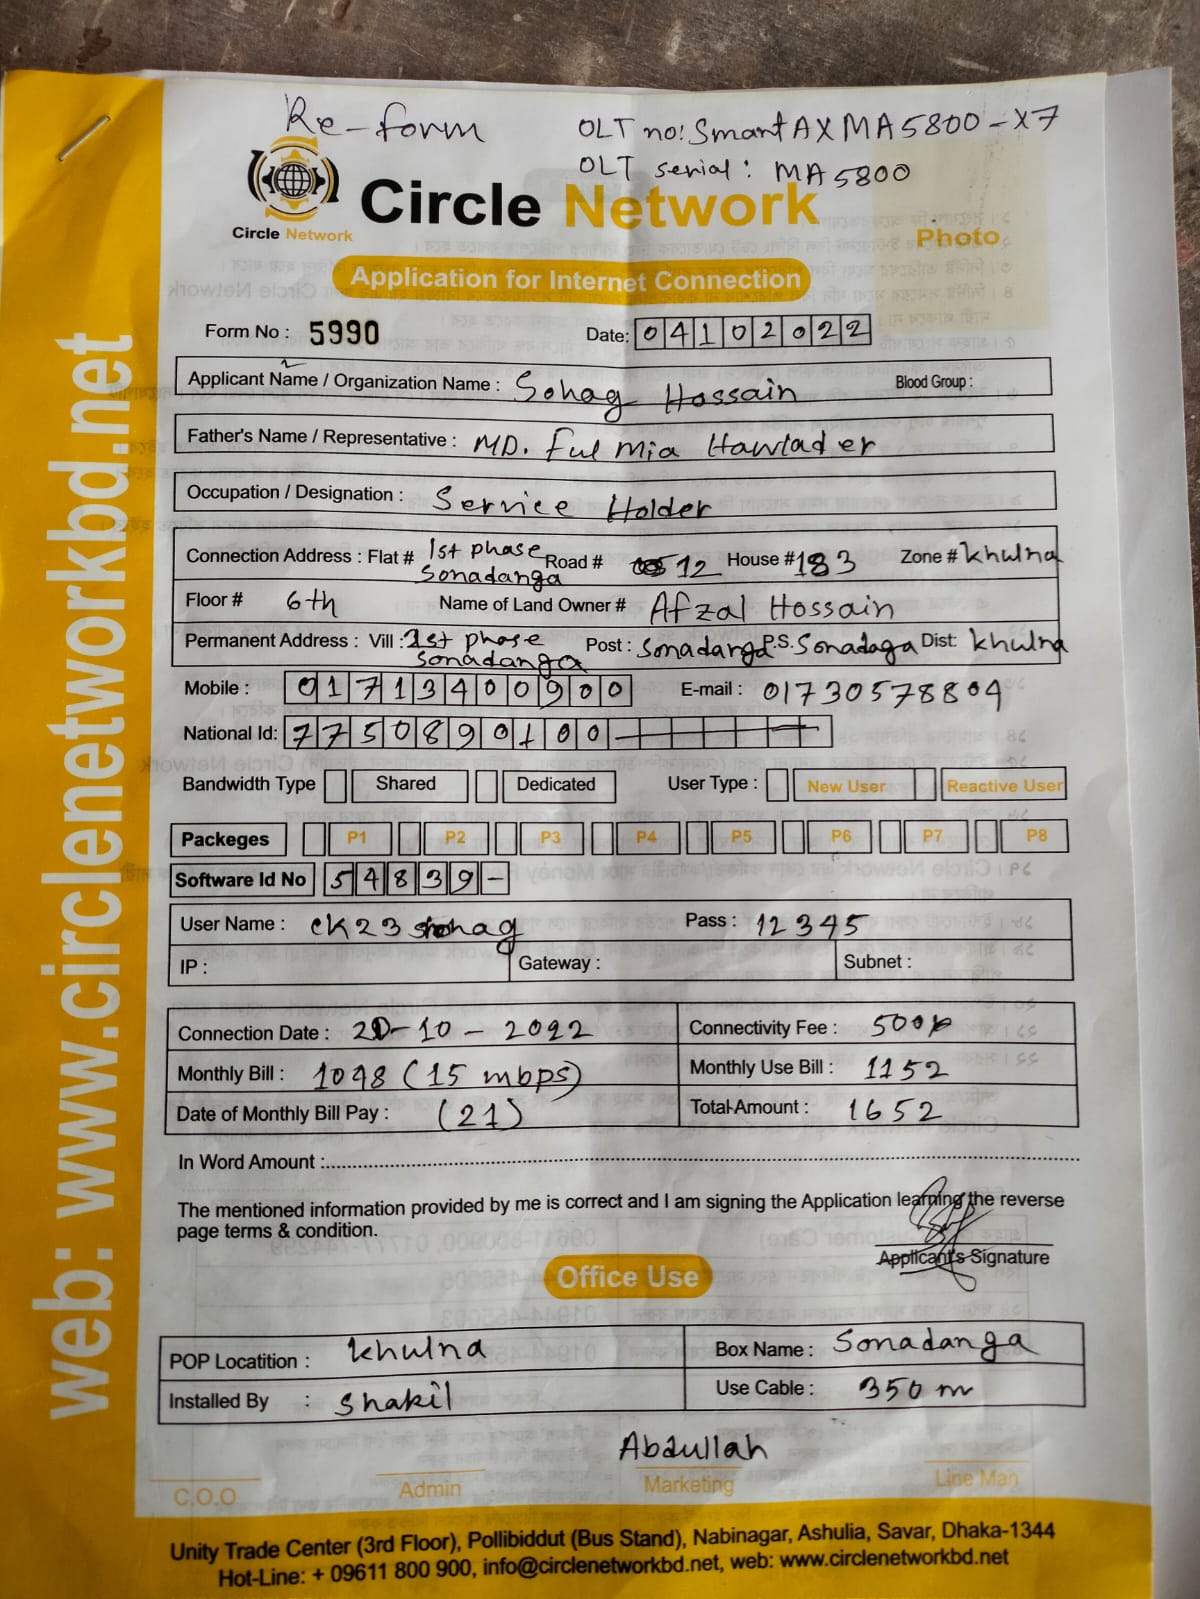 Re-form
OLT no: SmartAXMA5800-X7
OLT serial: MA5800
Circle Network
Circle Network
Photo
Application for Internet Connection
Form No : 5990 Date: 04102022
Applicant Name / Organization Name : Sohag Hossain Blood Group :
Father's Name / Representative : MD. Ful Mia Hawlader
Occupation / Designation : Service Holder
Connection Address : Flat # 1st phase Sonadanga Road # 12 House # 183 Zone # Khulna
Floor # 6th Name of Land Owner # Afzal Hossain
Permanent Address : Vill : 1st phase Sonadanga Post : Sonadanga P.S. Sonadaga Dist: Khulna
Mobile : 01713400900 E-mail : 01730578804
National Id: 7750890100
Bandwidth Type Shared Dedicated User Type : New User Reactive User
Packeges P1 P2 P3 P4 P5 P6 P7 P8
Software Id No 54839-
User Name : ck23 shohag Pass : 12345
IP : Gateway : Subnet :
Connection Date : 20-10-2022 Connectivity Fee : 500
Monthly Bill : 1098 (15 mbps) Monthly Use Bill : 1152
Date of Monthly Bill Pay : (21) Total Amount : 1652
In Word Amount :
The mentioned information provided by me is correct and I am signing the Application learning the reverse
page terms & condition.
Applicant's Signature
Office Use
POP Locatition : Khulna Box Name : Sonadanga
Installed By : Shakil Use Cable : 350 m
Abdullah
C.O.O Admin Marketing Line Man
Unity Trade Center (3rd Floor), Pollibiddut (Bus Stand), Nabinagar, Ashulia, Savar, Dhaka-1344
Hot-Line: + 09611 800 900, info@circlenetworkbd.net, web: www.circlenetworkbd.net
web: www.circlenetworkbd.net